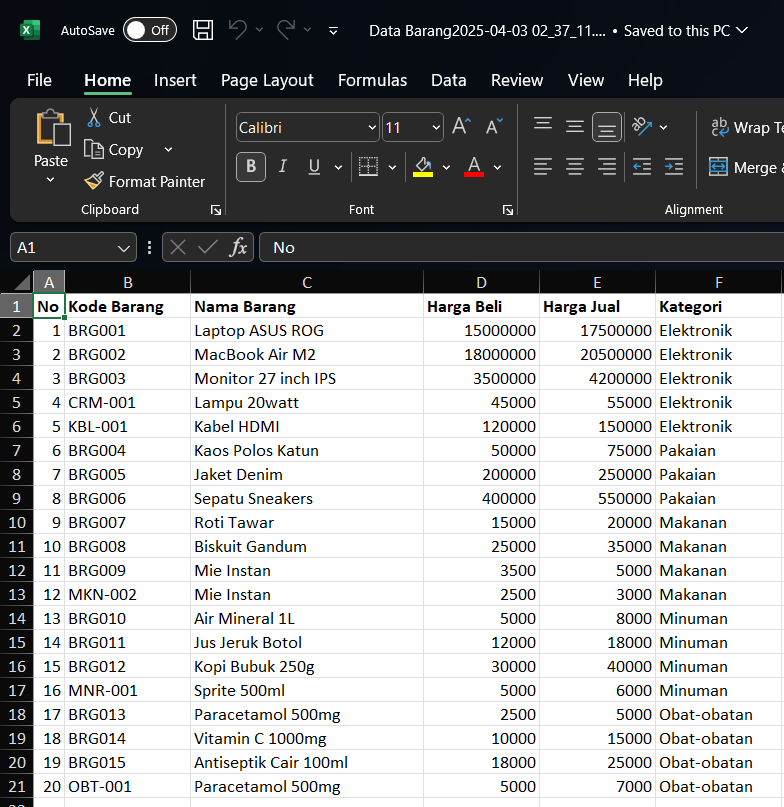 AutoSave Off Data Barang2025-04-03 02_37_11.... • Saved to this PC
File Home Insert Page Layout Formulas Data Review View Help
Paste Cut Copy Format Painter Calibri 11 A A B I U A ab Wrap Te Merge &
Clipboard Font Alignment
A1 fx No
A B C D E F
1 No Kode Barang Nama Barang Harga Beli Harga Jual Kategori
2 1 BRG001 Laptop ASUS ROG 15000000 17500000 Elektronik
3 2 BRG002 MacBook Air M2 18000000 20500000 Elektronik
4 3 BRG003 Monitor 27 inch IPS 3500000 4200000 Elektronik
5 4 CRM-001 Lampu 20watt 45000 55000 Elektronik
6 5 KBL-001 Kabel HDMI 120000 150000 Elektronik
7 6 BRG004 Kaos Polos Katun 50000 75000 Pakaian
8 7 BRG005 Jaket Denim 200000 250000 Pakaian
9 8 BRG006 Sepatu Sneakers 400000 550000 Pakaian
10 9 BRG007 Roti Tawar 15000 20000 Makanan
11 10 BRG008 Biskuit Gandum 25000 35000 Makanan
12 11 BRG009 Mie Instan 3500 5000 Makanan
13 12 MKN-002 Mie Instan 2500 3000 Makanan
14 13 BRG010 Air Mineral 1L 5000 8000 Minuman
15 14 BRG011 Jus Jeruk Botol 12000 18000 Minuman
16 15 BRG012 Kopi Bubuk 250g 30000 40000 Minuman
17 16 MNR-001 Sprite 500ml 5000 6000 Minuman
18 17 BRG013 Paracetamol 500mg 2500 5000 Obat-obatan
19 18 BRG014 Vitamin C 1000mg 10000 15000 Obat-obatan
20 19 BRG015 Antiseptik Cair 100ml 18000 25000 Obat-obatan
21 20 OBT-001 Paracetamol 500mg 5000 7000 Obat-obatan